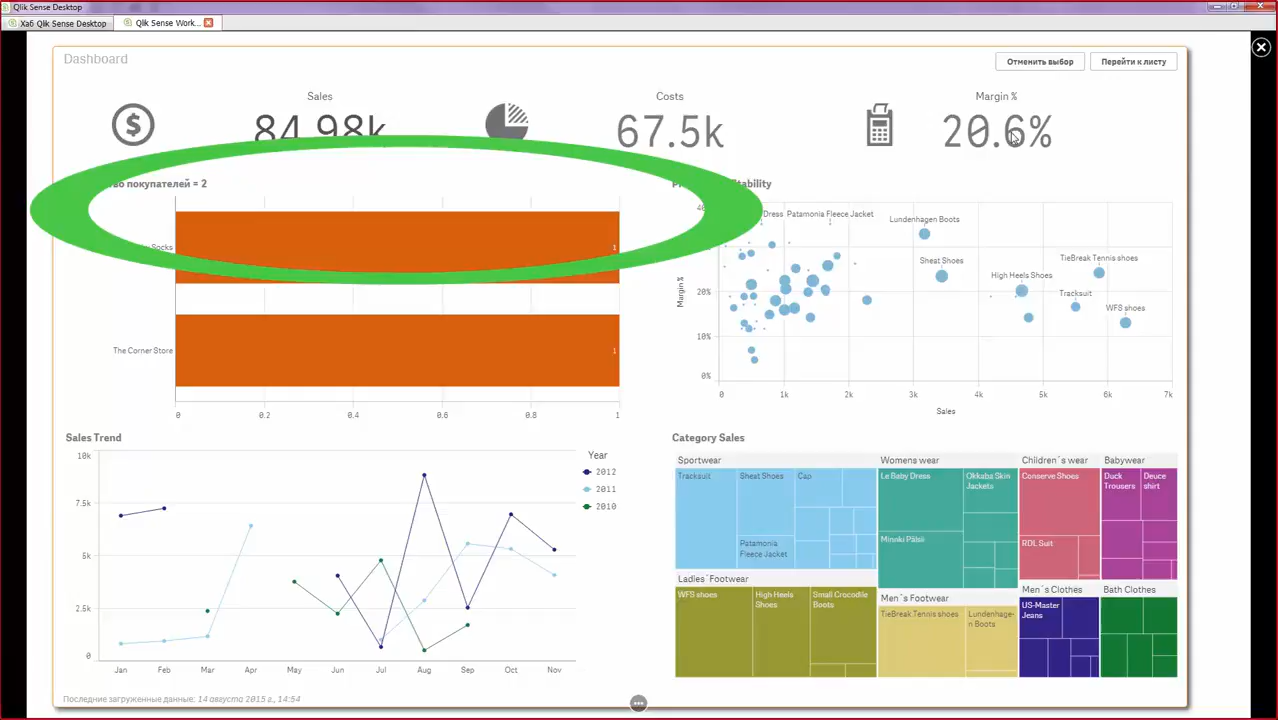 Qlik Sense Desktop
Хаб Qlik Sense Desktop
Qlik Sense Work...
Dashboard
Отменить выбор
Перейти к листу
Sales
84.98k
Costs
67.5k
Margin %
20.6%
покупателей = 2
Socks
1
The Corner Store
1
0 0.2 0.4 0.6 0.8 1
Dress
Patamonia Fleece Jacket
Lundenhagen Boots
Sheat Shoes
TieBreak Tennis shoes
High Heels Shoes
Tracksuit
WFS shoes
Margin %
20%
10%
0%
0 1k 2k 3k 4k 5k 6k 7k
Sales
Sales Trend
10k
7.5k
5k
2.5k
0
Jan Feb Mar Apr May Jun Jul Aug Sep Oct Nov
Year
2012
2011
2010
Category Sales
Sportwear
Tracksuit
Sheat Shoes
Cap
Patamonia
Fleece Jacket
Womens wear
Le Baby Dress
Okkaba Skin
Jackets
Minnki Pälsii
Children´s wear
Conserve Shoes
RDL Suit
Babywear
Duck
Trousers
Deuce
shirt
Ladies´Footwear
WFS shoes
High Heels
Shoes
Small Crocodile
Boots
Men´s Footwear
TieBreak Tennis shoes
Lundenhage-
n Boots
Men´s Clothes
US-Master
Jeans
Bath Clothes
Последние загруженные данные: 14 августа 2015 г., 14:54